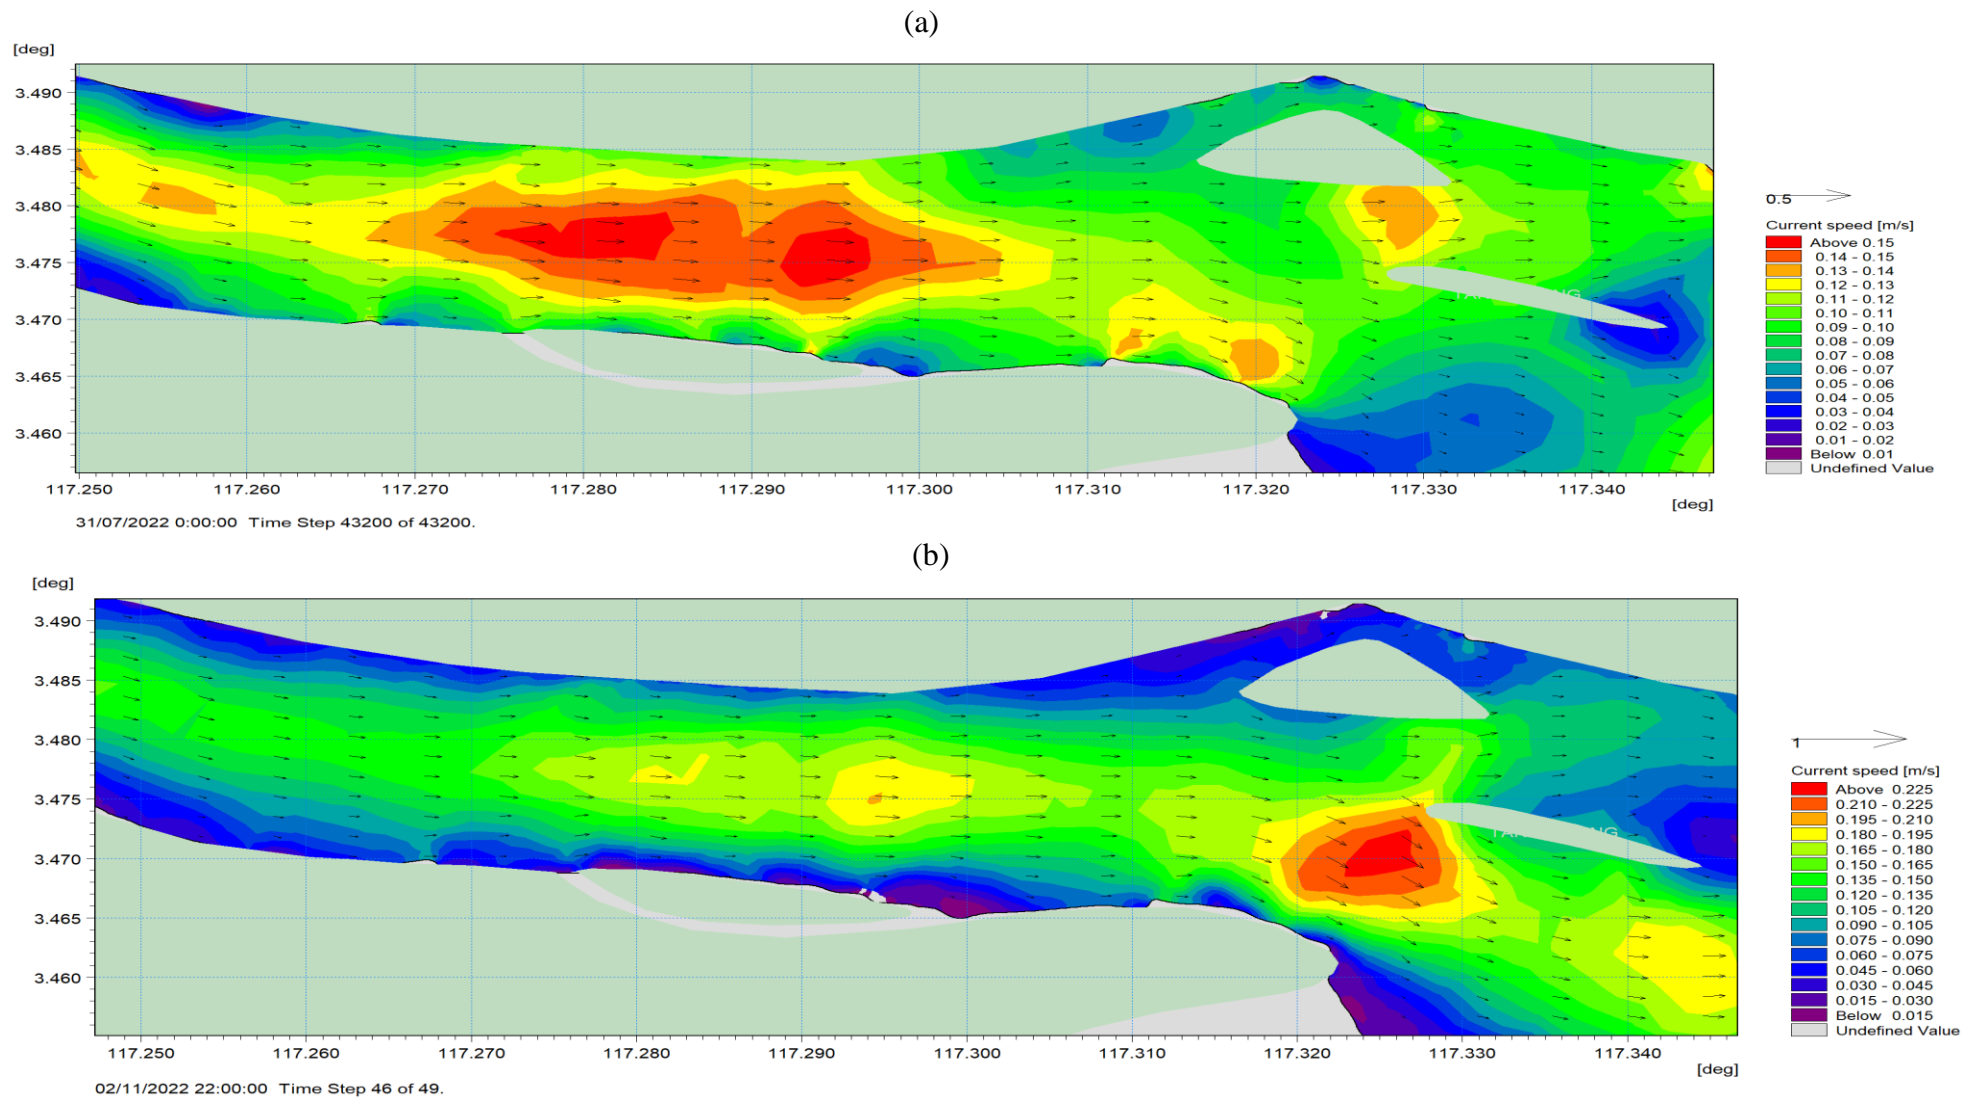 (a)
[deg]
3.490
3.485
3.480
3.475
3.470
3.465
3.460
117.250 117.260 117.270 117.280 117.290 117.300 117.310 117.320 117.330 117.340
[deg]
31/07/2022 0:00:00 Time Step 43200 of 43200.
0.5
Current speed [m/s]
Above 0.15
0.14 - 0.15
0.13 - 0.14
0.12 - 0.13
0.11 - 0.12
0.10 - 0.11
0.09 - 0.10
0.08 - 0.09
0.07 - 0.08
0.06 - 0.07
0.05 - 0.06
0.04 - 0.05
0.03 - 0.04
0.02 - 0.03
0.01 - 0.02
Below 0.01
Undefined Value
(b)
[deg]
3.490
3.485
3.480
3.475
3.470
3.465
3.460
117.250 117.260 117.270 117.280 117.290 117.300 117.310 117.320 117.330 117.340
[deg]
02/11/2022 22:00:00 Time Step 46 of 49.
1
Current speed [m/s]
Above 0.225
0.210 - 0.225
0.195 - 0.210
0.180 - 0.195
0.165 - 0.180
0.150 - 0.165
0.135 - 0.150
0.120 - 0.135
0.105 - 0.120
0.090 - 0.105
0.075 - 0.090
0.060 - 0.075
0.045 - 0.060
0.030 - 0.045
0.015 - 0.030
Below 0.015
Undefined Value